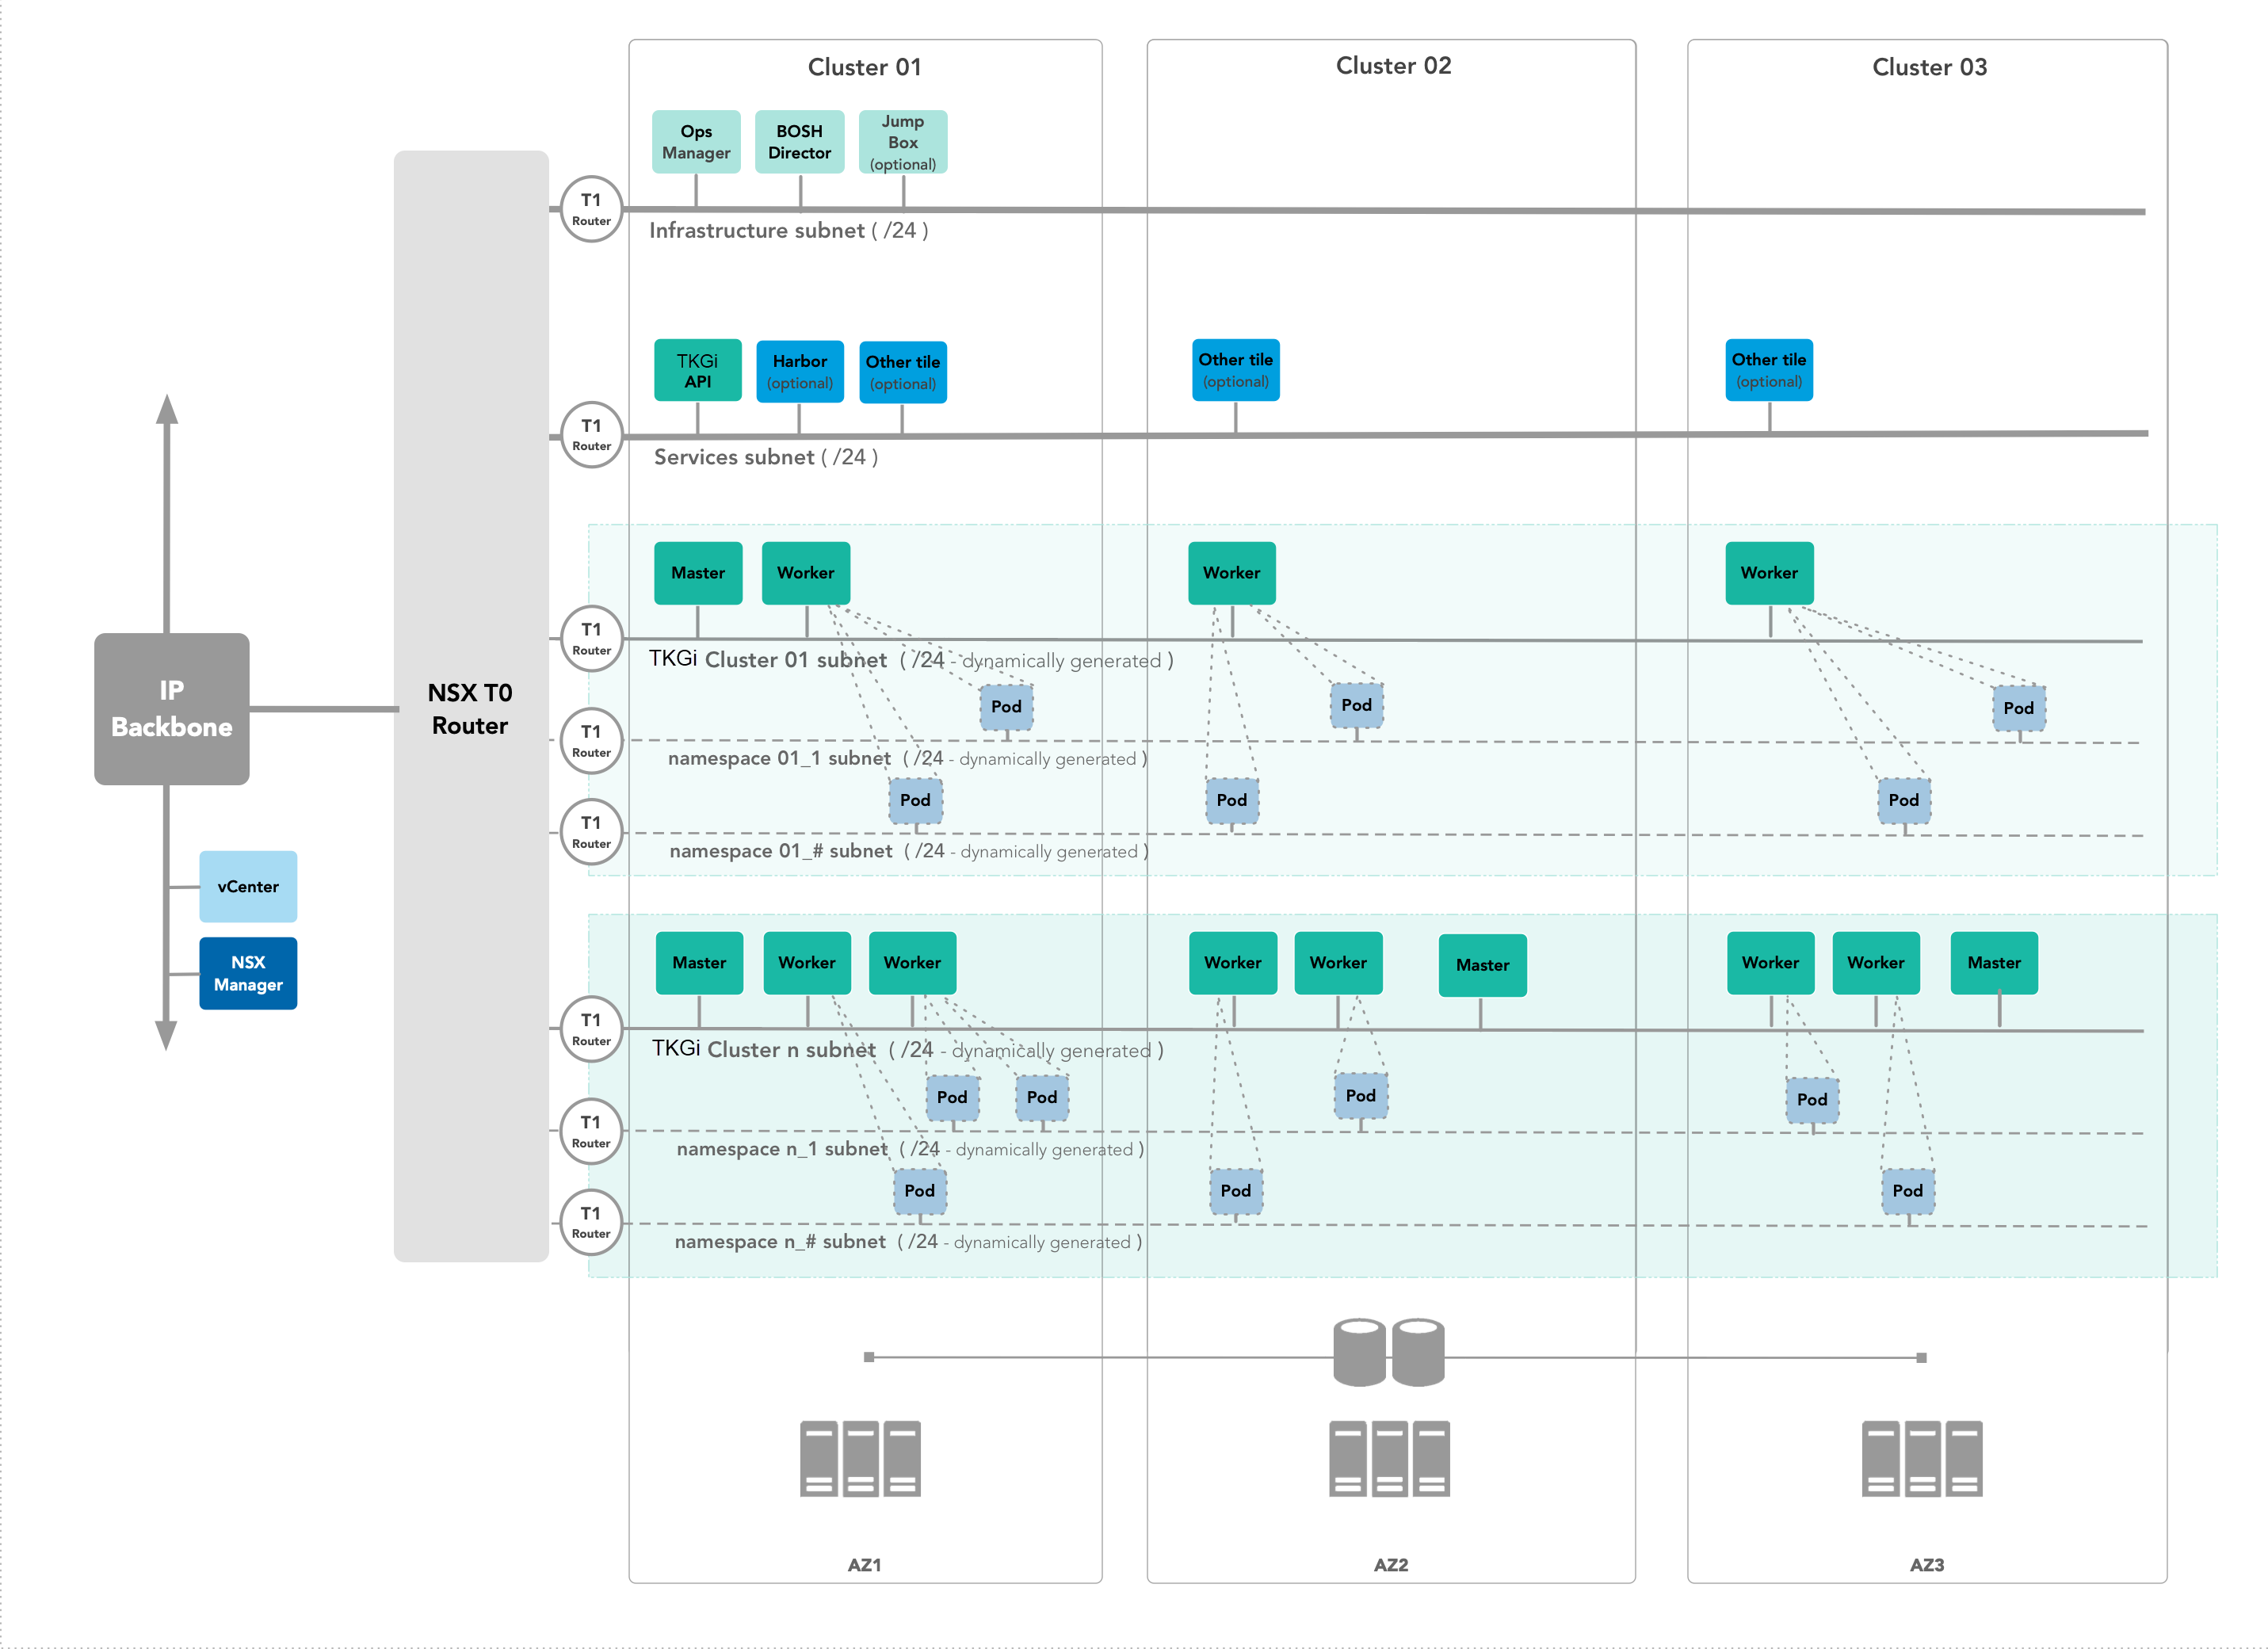 Cluster 01
Cluster 02
Cluster 03
Ops
Manager
BOSH
Director
Jump
Box
(optional)
T1
Router
Infrastructure subnet ( /24 )
TKGi
API
Harbor
(optional)
Other tile
(optional)
Other tile
(optional)
Other tile
(optional)
T1
Router
Services subnet ( /24 )
Master
Worker
Worker
Worker
T1
Router
TKGi Cluster 01 subnet ( /24 - dynamically generated )
IP
Backbone
NSX T0
Router
Pod
Pod
Pod
T1
Router
namespace 01_1 subnet ( /24 - dynamically generated )
Pod
Pod
Pod
T1
Router
namespace 01_# subnet ( /24 - dynamically generated )
vCenter
NSX
Manager
Master
Worker
Worker
Worker
Worker
Master
Worker
Worker
Master
T1
Router
TKGi Cluster n subnet ( /24 - dynamically generated )
Pod
Pod
Pod
Pod
T1
Router
namespace n_1 subnet ( /24 - dynamically generated )
Pod
Pod
Pod
T1
Router
namespace n_# subnet ( /24 - dynamically generated )
AZ1
AZ2
AZ3